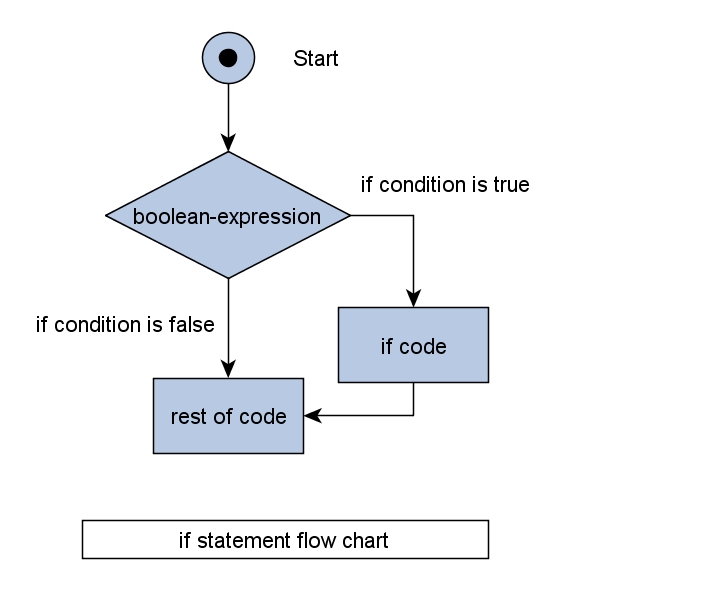 Start
if condition is true
boolean-expression
if condition is false
if code
rest of code
if statement flow chart